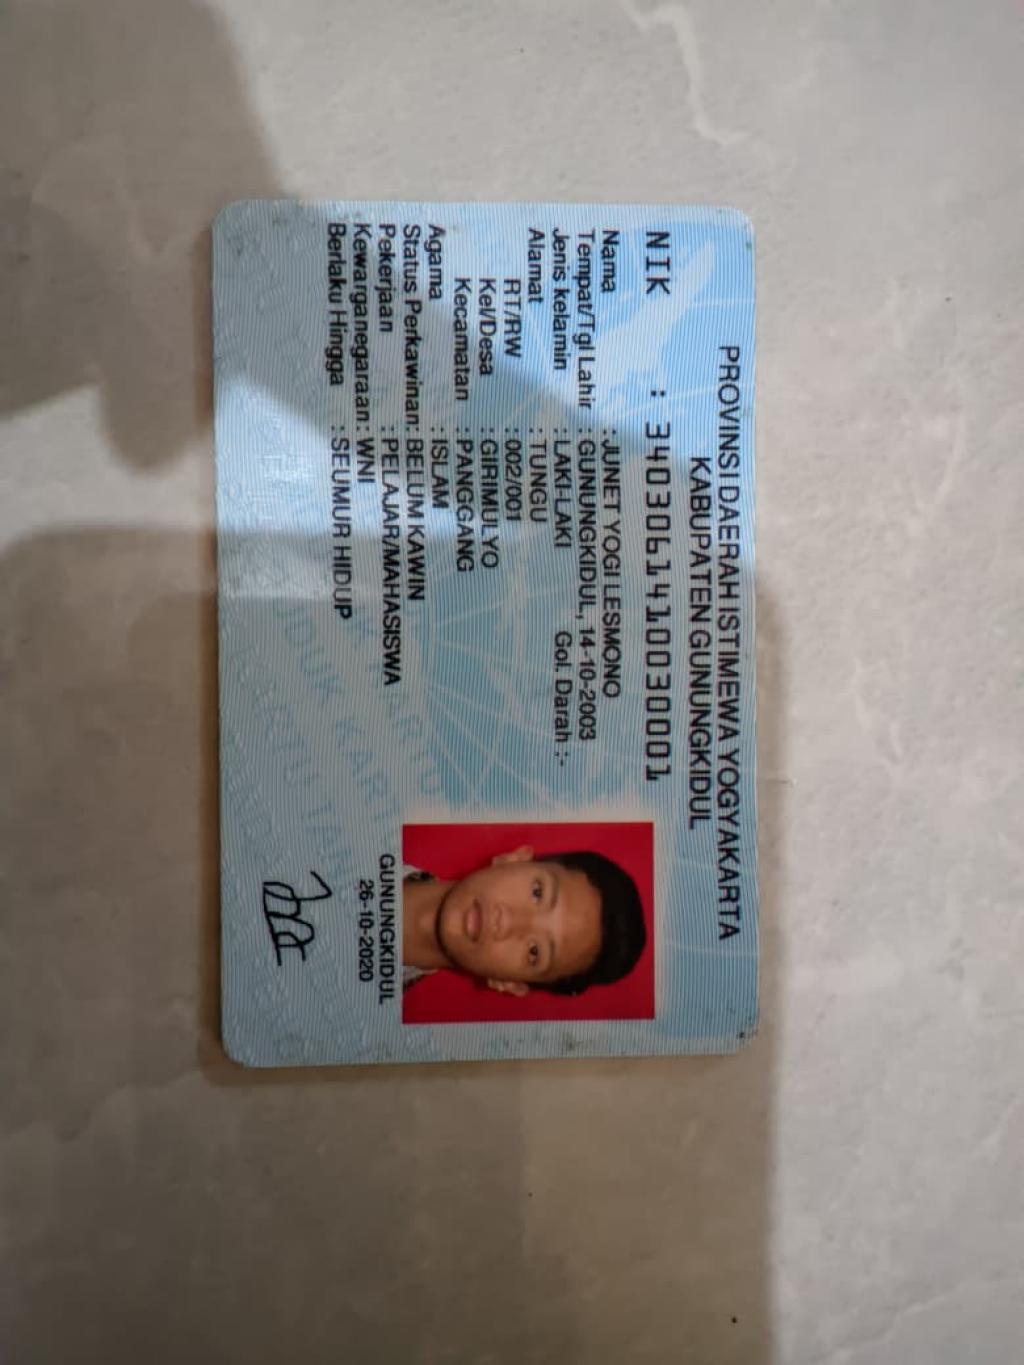 PROVINSI DAERAH ISTIMEWA YOGYAKARTA
KABUPATEN GUNUNGKIDUL
NIK : 3403061410030001
Nama : JUNET YOGI LESMONO
Tempat/Tgl Lahir : GUNUNGKIDUL, 14-10-2003
Jenis kelamin : LAKI-LAKI Gol. Darah :-
Alamat : TUNGU
RT/RW : 002/001
Kel/Desa : GIRIMULYO
Kecamatan : PANGGANG
Agama : ISLAM
Status Perkawinan: BELUM KAWIN
Pekerjaan : PELAJAR/MAHASISWA
Kewarganegaraan: WNI
Berlaku Hingga : SEUMUR HIDUP
GUNUNGKIDUL
26-10-2020